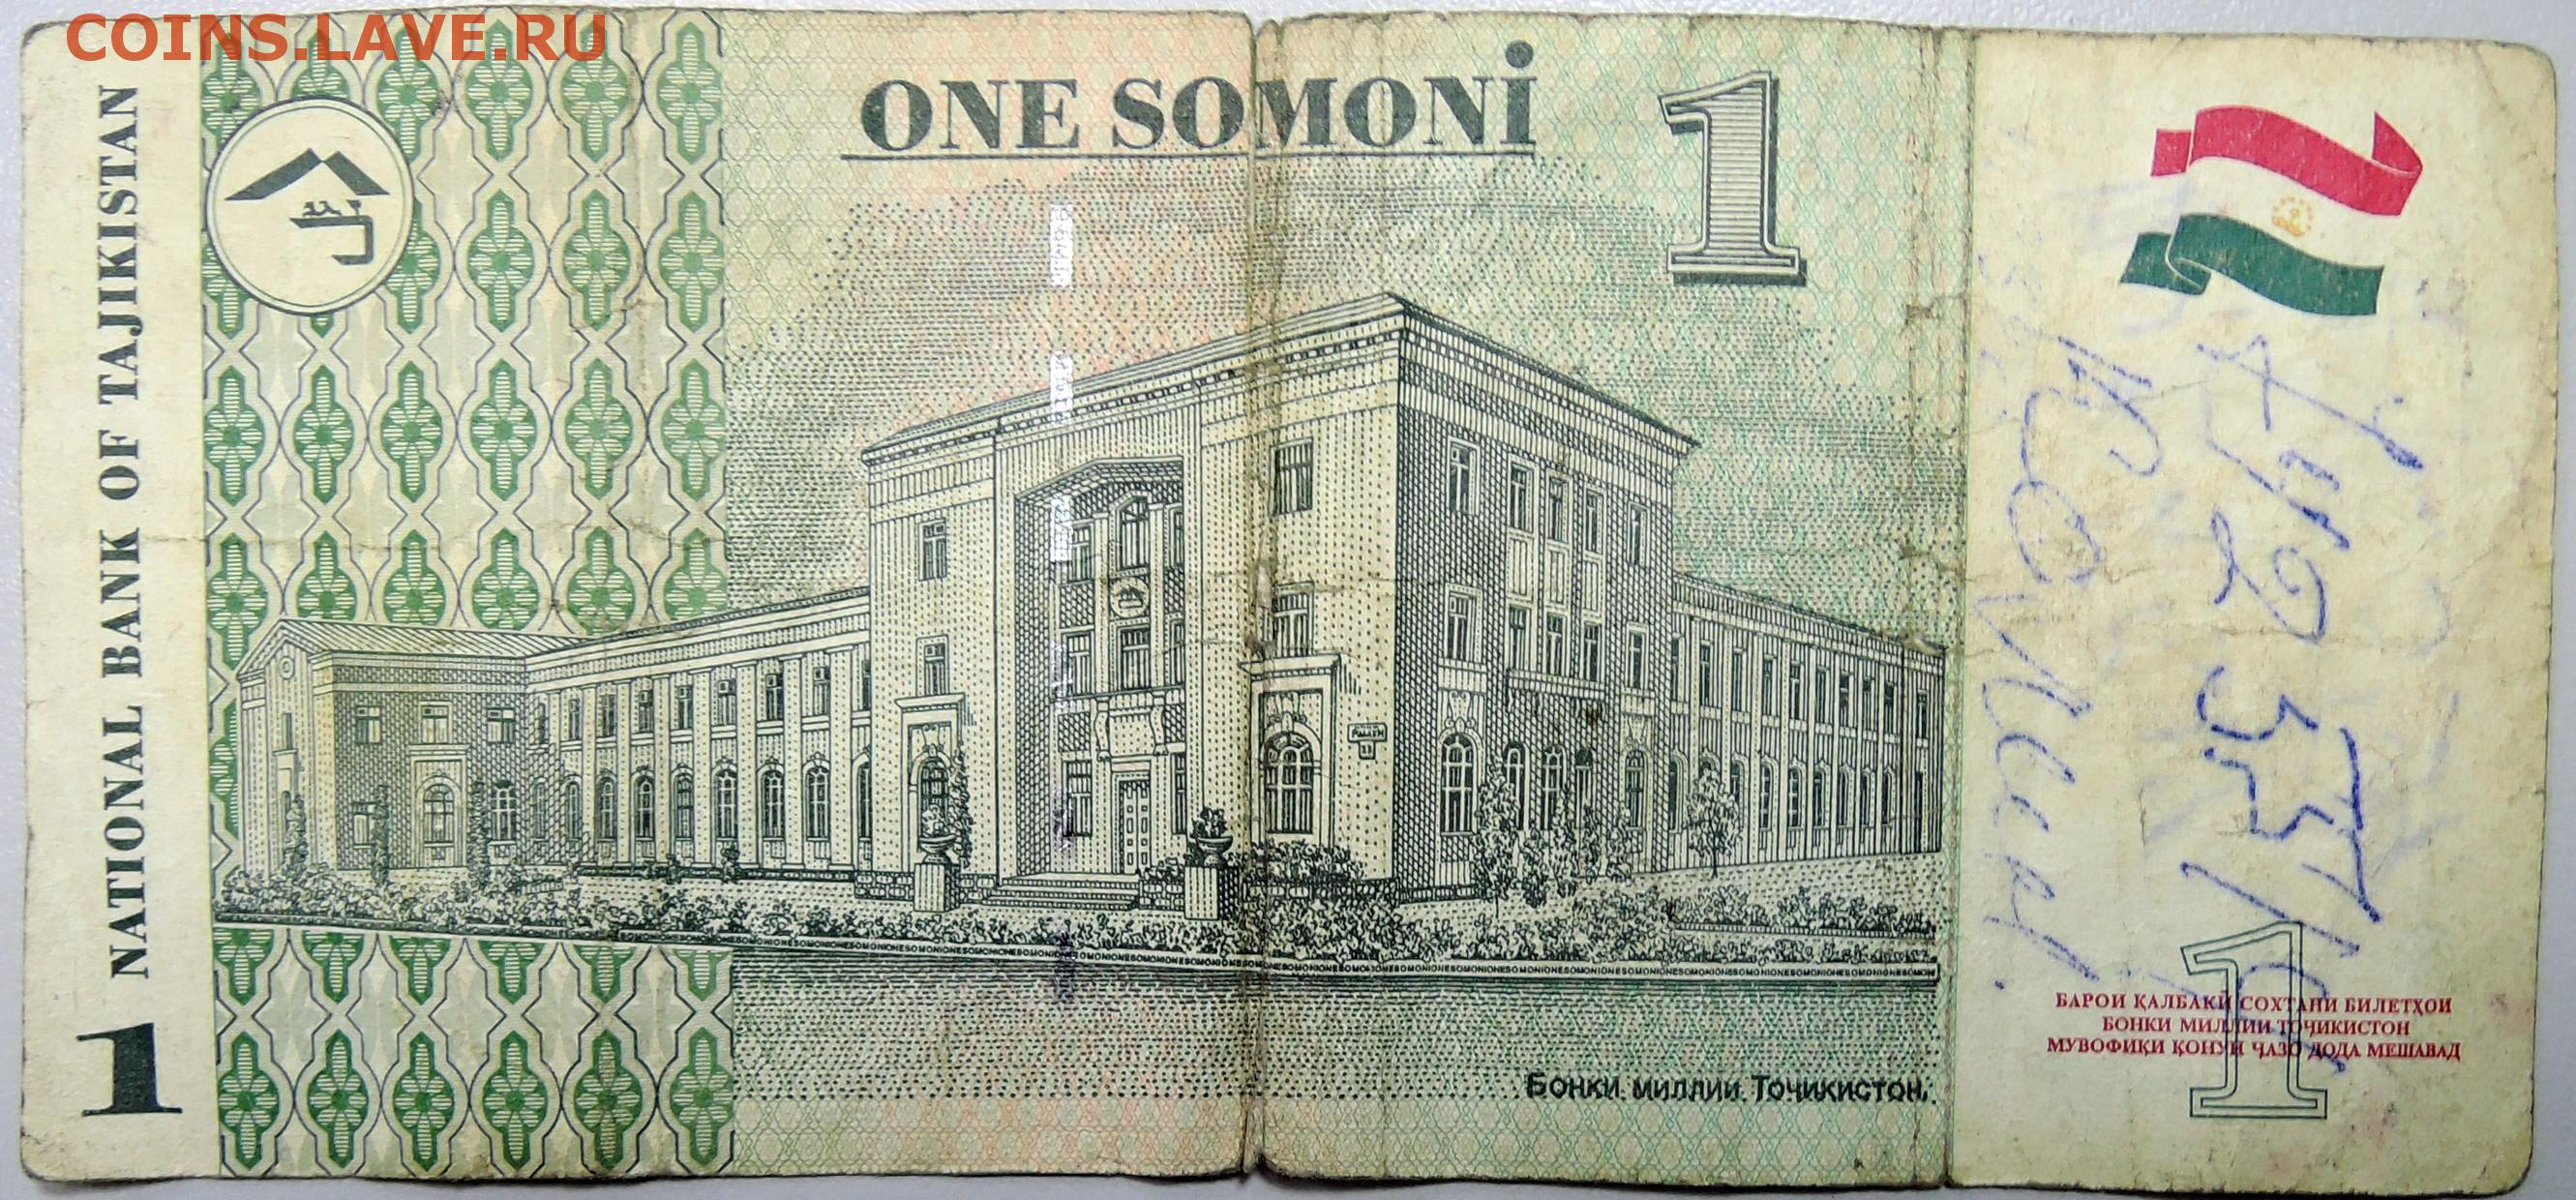 COINS.LAVE.RU
NATIONAL BANK OF TAJIKISTAN
1
ONE SOMONİ
1
БОНКИ МИЛЛИИ ТОҶИКИСТОН
БАРОИ ҚАЛБАКӢ СОХТАНИ БИЛЕТҲОИ
БОНКИ МИЛЛИИ ТОҶИКИСТОН
МУВОФИҚИ ҚОНУН ҶАЗО ДОДА МЕШАВАД
1